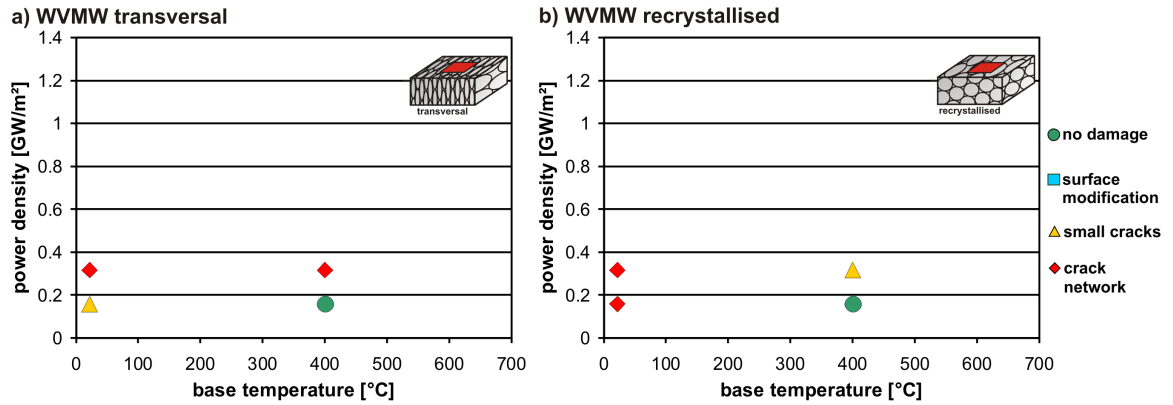 a) WVMW transversal
b) WVMW recrystallised
power density [GW/m²]
1.4
1.2
1
0.8
0.6
0.4
0.2
0
transversal
0 100 200 300 400 500 600 700
base temperature [°C]
power density [GW/m²]
1.4
1.2
1
0.8
0.6
0.4
0.2
0
recrystallised
0 100 200 300 400 500 600 700
base temperature [°C]
no damage
surface
modification
small cracks
crack
network